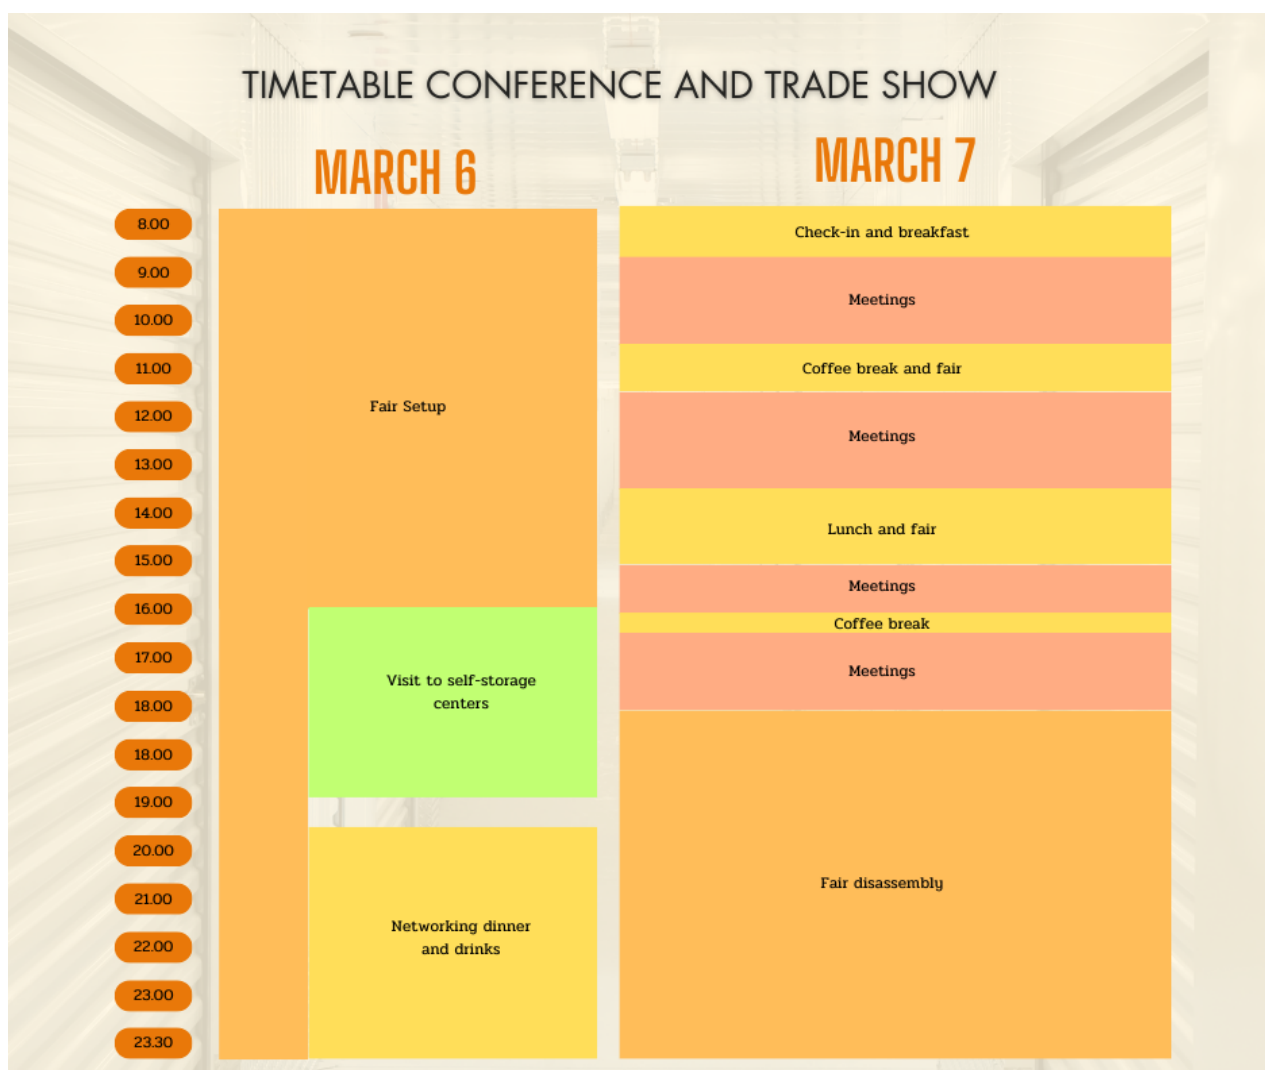 TIMETABLE CONFERENCE AND TRADE SHOW
MARCH 6
MARCH 7
8.00
9.00
10.00
11.00
12.00
13.00
14.00
15.00
16.00
17.00
18.00
18.00
19.00
20.00
21.00
22.00
23.00
23.30
Fair Setup
Visit to self-storage
centers
Networking dinner
and drinks
Check-in and breakfast
Meetings
Coffee break and fair
Meetings
Lunch and fair
Meetings
Coffee break
Meetings
Fair disassembly